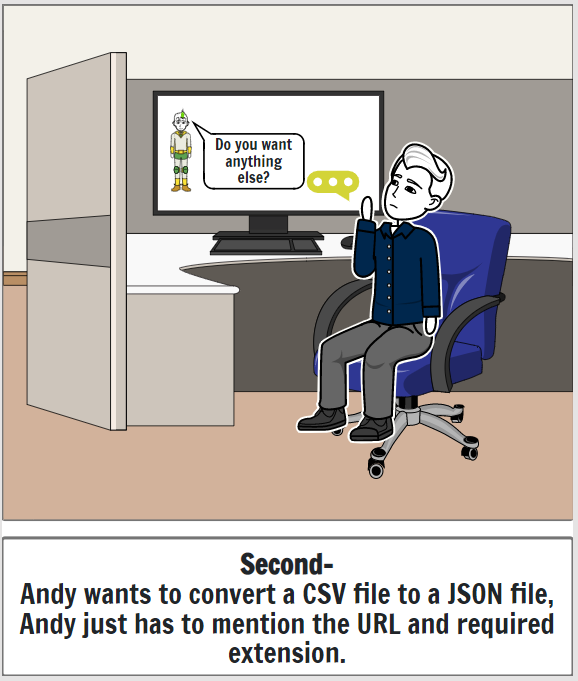 Do you want
anything
else?
Second-
Andy wants to convert a CSV file to a JSON file,
Andy just has to mention the URL and required
extension.